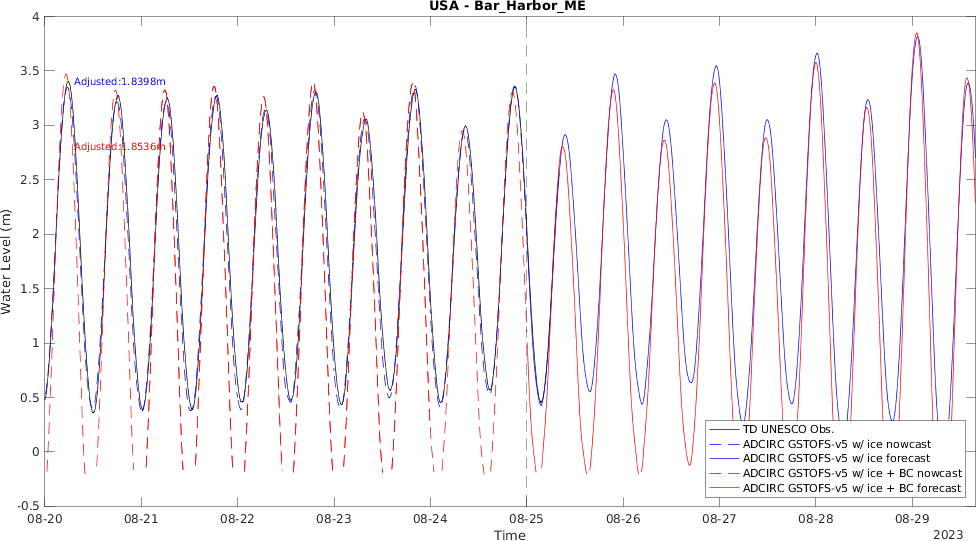 USA - Bar_Harbor_ME
4
3.5
3
2.5
2
1.5
1
0.5
0
-0.5
Water Level (m)
Adjusted:1.8398m
Adjusted:1.8536m
TD UNESCO Obs.
ADCIRC GSTOFS-v5 w/ ice nowcast
ADCIRC GSTOFS-v5 w/ ice forecast
ADCIRC GSTOFS-v5 w/ ice + BC nowcast
ADCIRC GSTOFS-v5 w/ ice + BC forecast
08-20 08-21 08-22 08-23 08-24 08-25 08-26 08-27 08-28 08-29
Time
2023